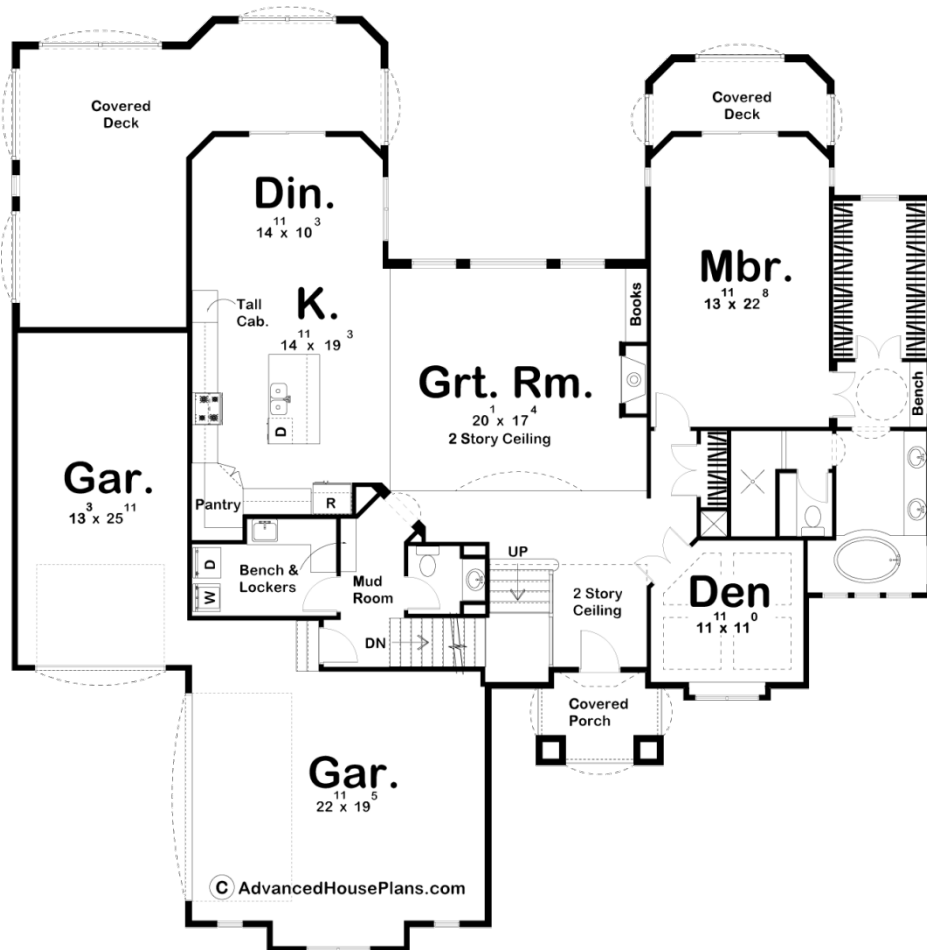 Covered
Deck
Covered
Deck
Din.
14 11 x 10 3
Mbr.
13 11 x 22 8
Tall
Cab.
K.
14 11 x 19 3
Books
Grt. Rm.
20 1 x 17 4
2 Story Ceiling
Bench
D
Gar.
13 3 x 25 11
Pantry
R
D
W
Bench &
Lockers
Mud
Room
UP
2 Story
Ceiling
Den
11 11 x 11 0
DN
Covered
Porch
Gar.
22 11 x 19 5
C AdvancedHousePlans.com